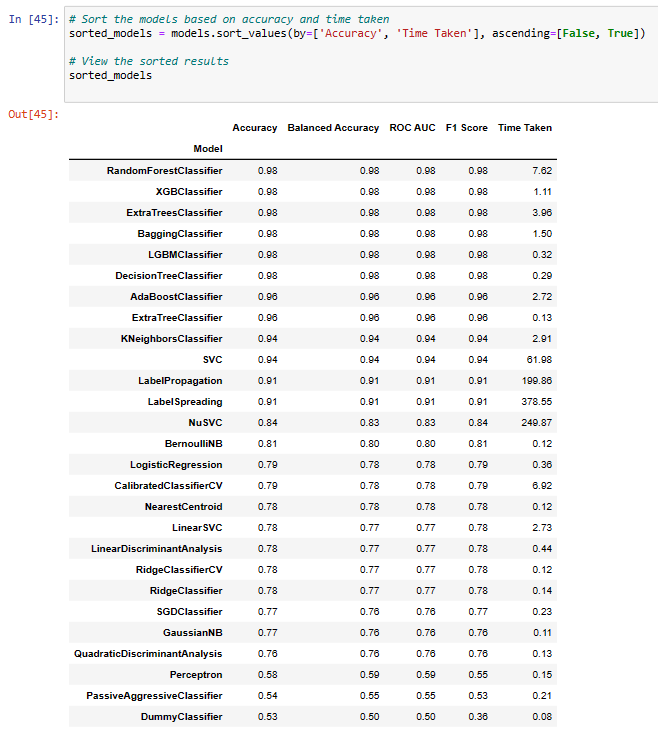 In [45]: # Sort the models based on accuracy and time taken
sorted_models = models.sort_values(by=['Accuracy', 'Time Taken'], ascending=[False, True])
# View the sorted results
sorted_models
Out[45]:
Accuracy Balanced Accuracy ROC AUC F1 Score Time Taken
Model
RandomForestClassifier 0.98 0.98 0.98 0.98 7.62
XGBClassifier 0.98 0.98 0.98 0.98 1.11
ExtraTreesClassifier 0.98 0.98 0.98 0.98 3.96
BaggingClassifier 0.98 0.98 0.98 0.98 1.50
LGBMClassifier 0.98 0.98 0.98 0.98 0.32
DecisionTreeClassifier 0.98 0.98 0.98 0.98 0.29
AdaBoostClassifier 0.96 0.96 0.96 0.96 2.72
ExtraTreeClassifier 0.96 0.96 0.96 0.96 0.13
KNeighborsClassifier 0.94 0.94 0.94 0.94 2.91
SVC 0.94 0.94 0.94 0.94 61.98
LabelPropagation 0.91 0.91 0.91 0.91 199.86
LabelSpreading 0.91 0.91 0.91 0.91 378.55
NuSVC 0.84 0.83 0.83 0.84 249.87
BernoulliNB 0.81 0.80 0.80 0.81 0.12
LogisticRegression 0.79 0.78 0.78 0.79 0.36
CalibratedClassifierCV 0.79 0.78 0.78 0.79 6.92
NearestCentroid 0.78 0.78 0.78 0.78 0.12
LinearSVC 0.78 0.77 0.77 0.78 2.73
LinearDiscriminantAnalysis 0.78 0.77 0.77 0.78 0.44
RidgeClassifierCV 0.78 0.77 0.77 0.78 0.12
RidgeClassifier 0.78 0.77 0.77 0.78 0.14
SGDClassifier 0.77 0.76 0.76 0.77 0.23
GaussianNB 0.77 0.76 0.76 0.76 0.11
QuadraticDiscriminantAnalysis 0.76 0.76 0.76 0.76 0.13
Perceptron 0.58 0.59 0.59 0.55 0.15
PassiveAggressiveClassifier 0.54 0.55 0.55 0.53 0.21
DummyClassifier 0.53 0.50 0.50 0.36 0.08